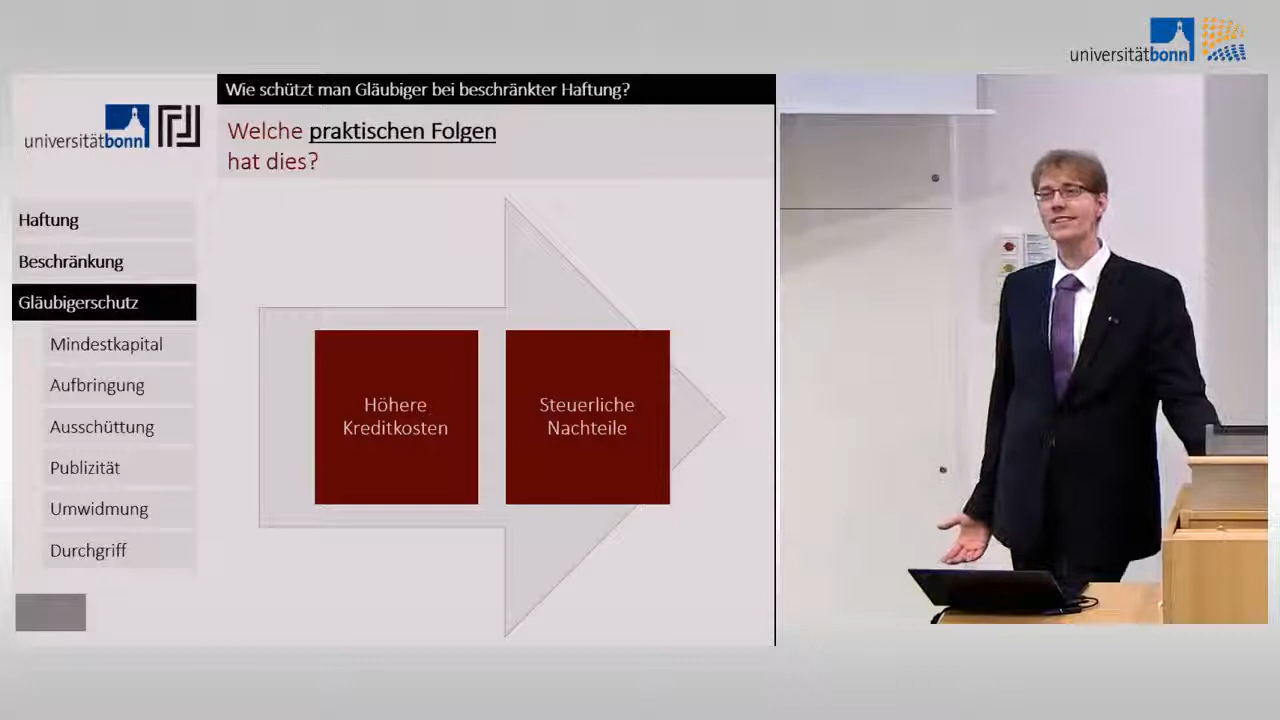 universitätbonn
Wie schützt man Gläubiger bei beschränkter Haftung?
universitätbonn
Welche praktischen Folgen
hat dies?
Haftung
Beschränkung
Gläubigerschutz
Mindestkapital
Aufbringung
Ausschüttung
Publizität
Umwidmung
Durchgriff
Höhere
Kreditkosten
Steuerliche
Nachteile